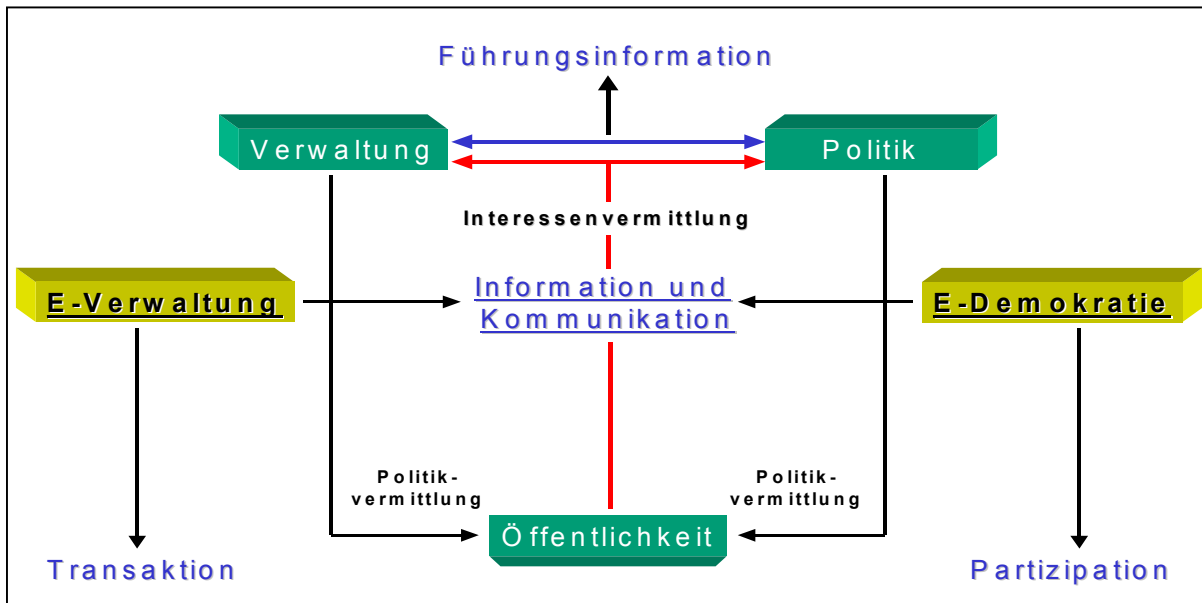 Führungsinformation
Verwaltung
Politik
Interessenvermittlung
E-Verwaltung
Information und
Kommunikation
E-Demokratie
Politik-
vermittlung
Politik-
vermittlung
Öffentlichkeit
Transaktion
Partizipation